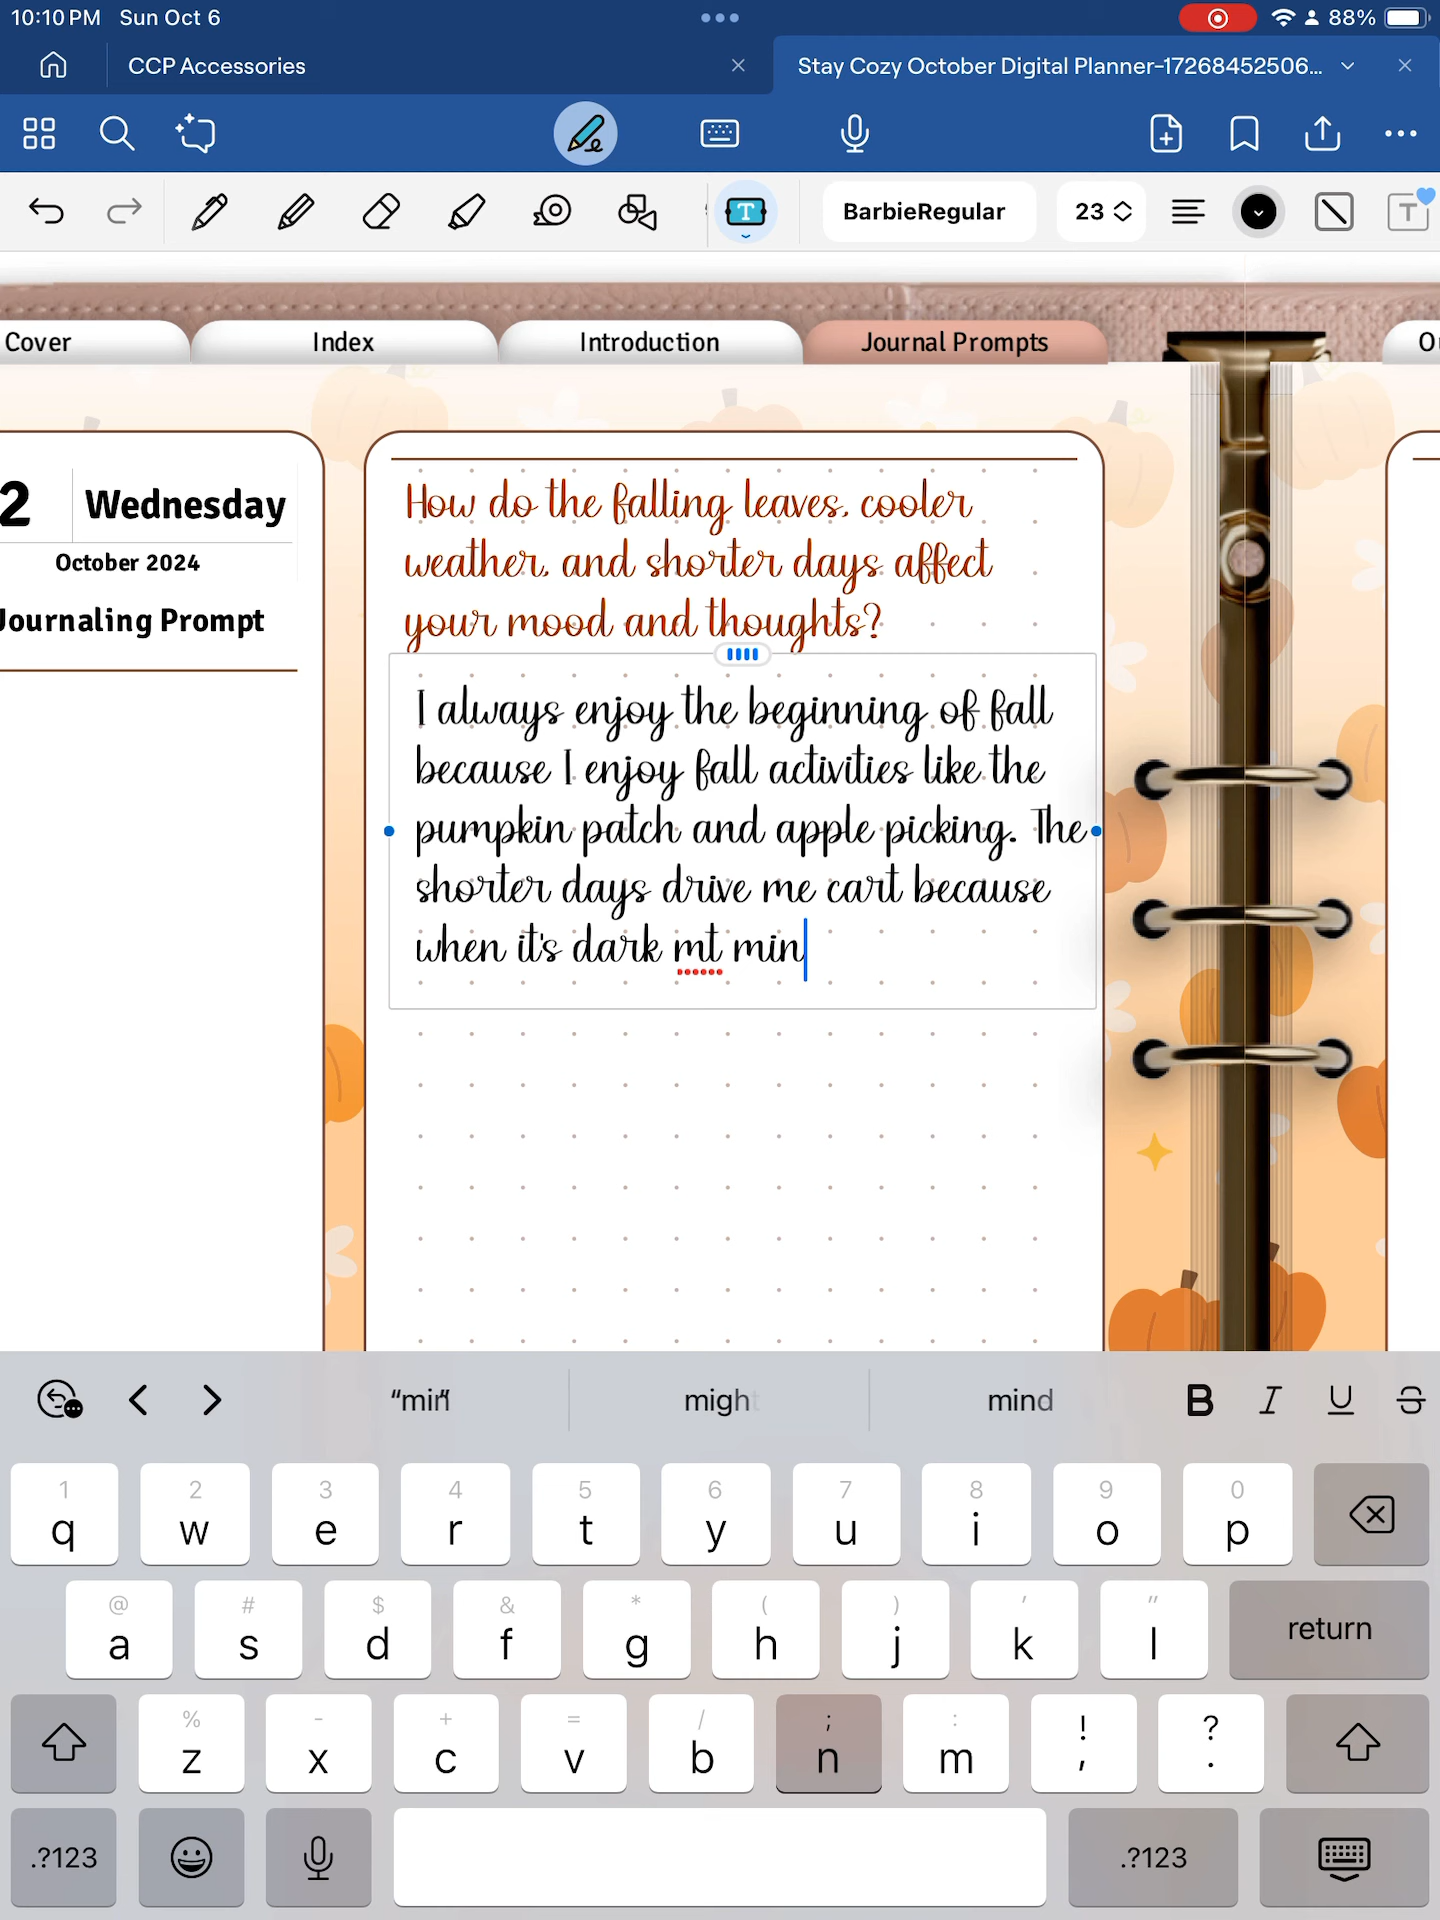 10:10 PM Sun Oct 6 88%
CCP Accessories Stay Cozy October Digital Planner-17268452506...
BarbieRegular 23 T
Cover Index Introduction Journal Prompts
2 Wednesday
October 2024
Journaling Prompt
How do the falling leaves, cooler
weather, and shorter days affect
your mood and thoughts?
I always enjoy the beginning of fall
because I enjoy fall activities like the
pumpkin patch and apple picking. The
shorter days drive me cart because
when it's dark mt min
"min" might mind B I U S
1 2 3 4 5 6 7 8 9 0
q w e r t y u i o p
@ # $ & * ( ) ' "
a s d f g h j k l return
% - + = / ; : ! ?
z x c v b n m , .
.?123 .?123